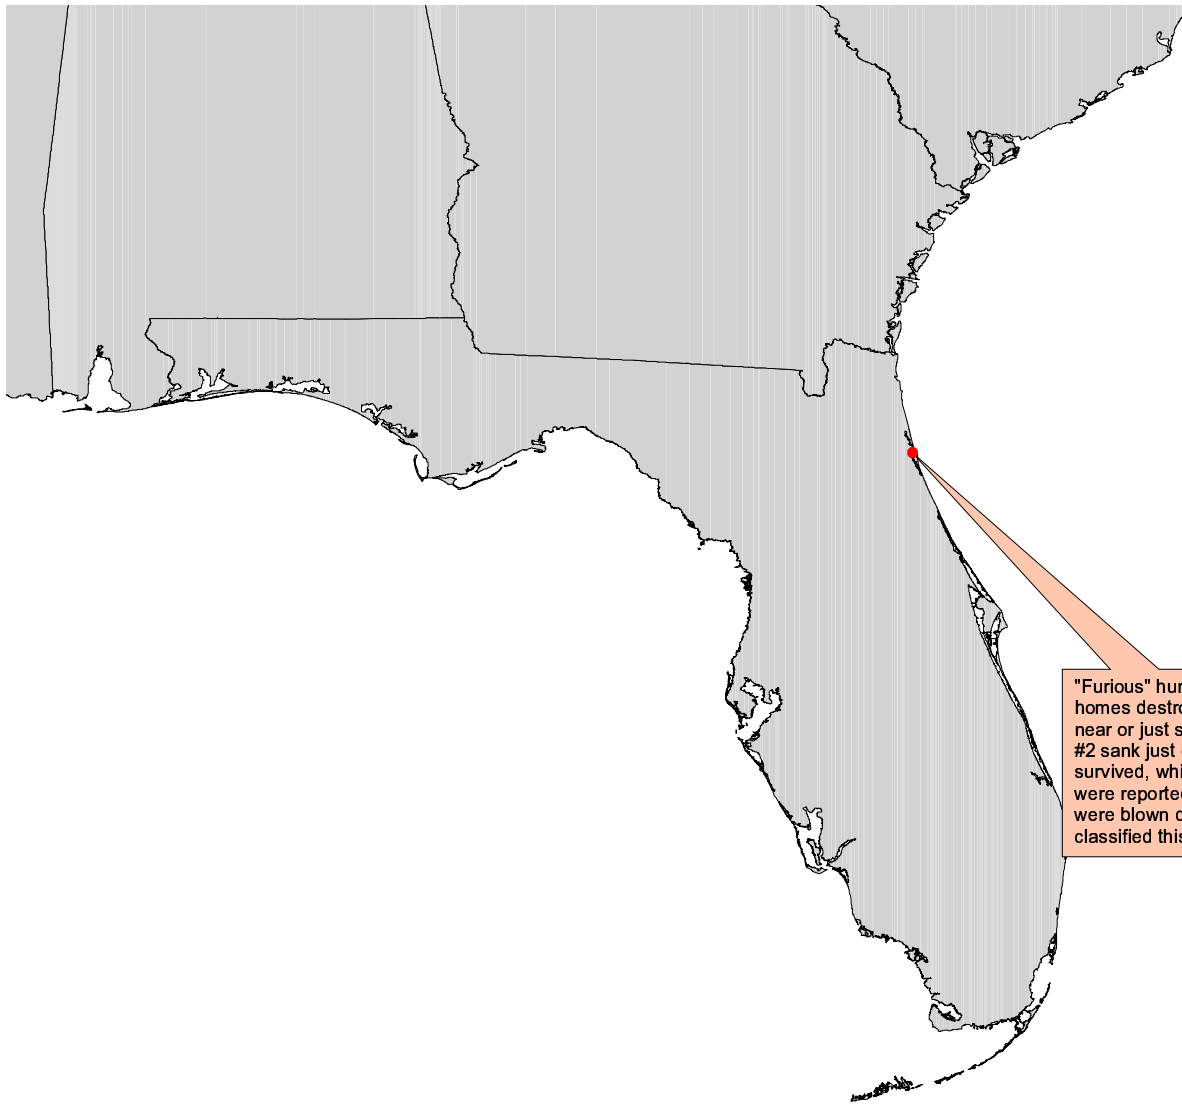 "Furious" hur
homes destro
near or just s
#2 sank just
survived, whi
were reported
were blown
classified this